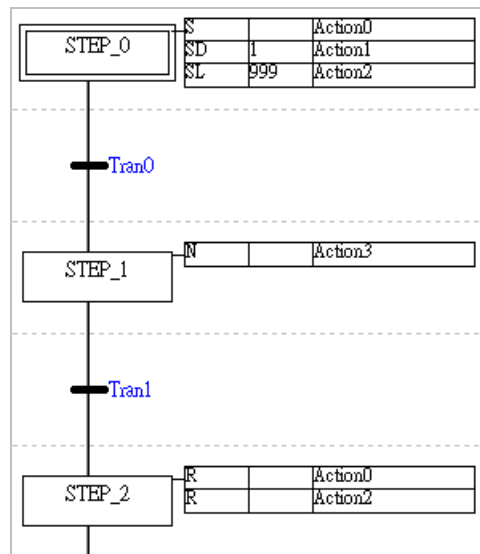 STEP_0
S Action0
SD 1 Action1
SL 999 Action2
Tran0
STEP_1
N Action3
Tran1
STEP_2
R Action0
R Action2